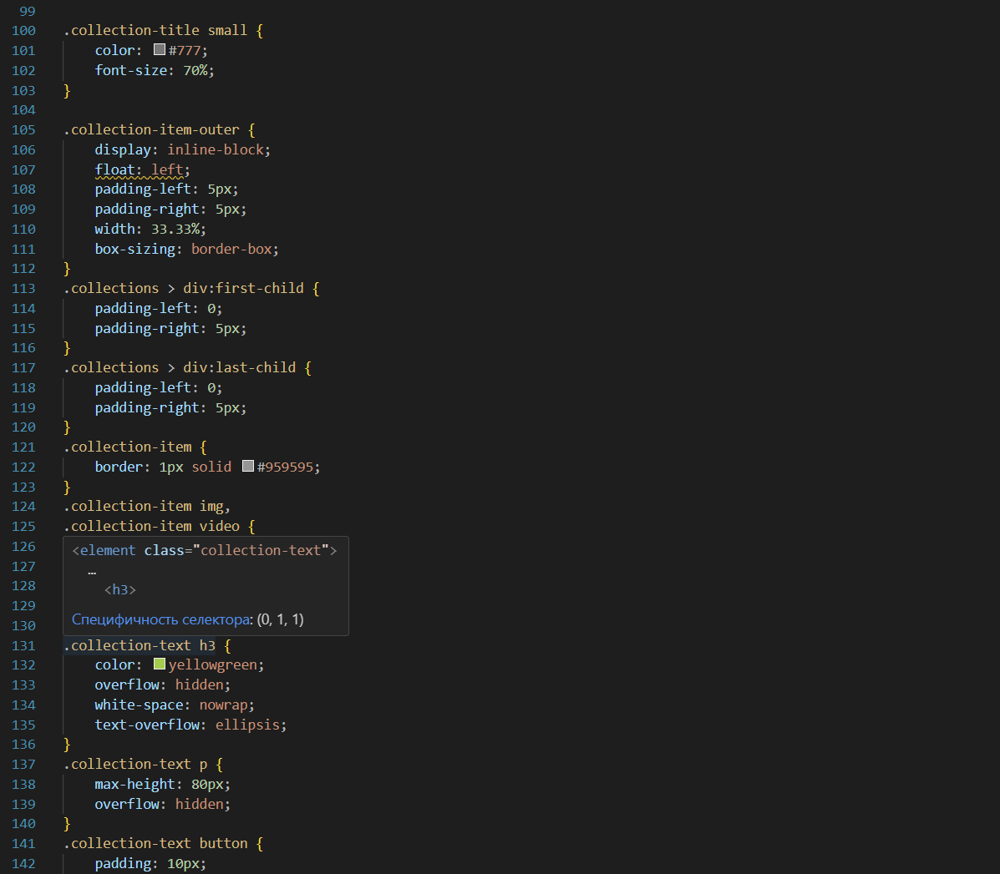 99
100 .collection-title small {
101 color: #777;
102 font-size: 70%;
103 }
104
105 .collection-item-outer {
106 display: inline-block;
107 float: left;
108 padding-left: 5px;
109 padding-right: 5px;
110 width: 33.33%;
111 box-sizing: border-box;
112 }
113 .collections > div:first-child {
114 padding-left: 0;
115 padding-right: 5px;
116 }
117 .collections > div:last-child {
118 padding-left: 0;
119 padding-right: 5px;
120 }
121 .collection-item {
122 border: 1px solid #959595;
123 }
124 .collection-item img,
125 .collection-item video {
126 <element class="collection-text">
127 …
128 <h3>
129
130 Специфичность селектора: (0, 1, 1)
131 .collection-text h3 {
132 color: yellowgreen;
133 overflow: hidden;
134 white-space: nowrap;
135 text-overflow: ellipsis;
136 }
137 .collection-text p {
138 max-height: 80px;
139 overflow: hidden;
140 }
141 .collection-text button {
142 padding: 10px;